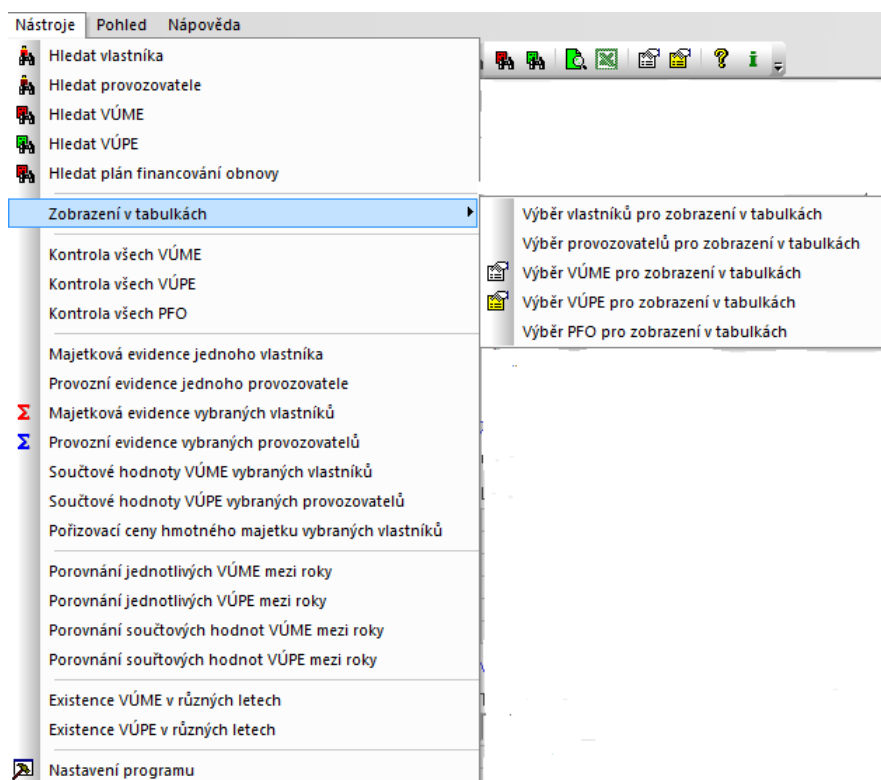 Nástroje Pohled Nápověda
Hledat vlastníka
Hledat provozovatele
Hledat VÚME
Hledat VÚPE
Hledat plán financování obnovy
Zobrazení v tabulkách
Výběr vlastníků pro zobrazení v tabulkách
Výběr provozovatelů pro zobrazení v tabulkách
Výběr VÚME pro zobrazení v tabulkách
Výběr VÚPE pro zobrazení v tabulkách
Výběr PFO pro zobrazení v tabulkách
Kontrola všech VÚME
Kontrola všech VÚPE
Kontrola všech PFO
Majetková evidence jednoho vlastníka
Provozní evidence jednoho provozovatele
Σ Majetková evidence vybraných vlastníků
Σ Provozní evidence vybraných provozovatelů
Součtové hodnoty VÚME vybraných vlastníků
Součtové hodnoty VÚPE vybraných provozovatelů
Pořizovací ceny hmotného majetku vybraných vlastníků
Porovnání jednotlivých VÚME mezi roky
Porovnání jednotlivých VÚPE mezi roky
Porovnání součtových hodnot VÚME mezi roky
Porovnání souřtových hodnot VÚPE mezi roky
Existence VÚME v různých letech
Existence VÚPE v různých letech
Nastavení programu